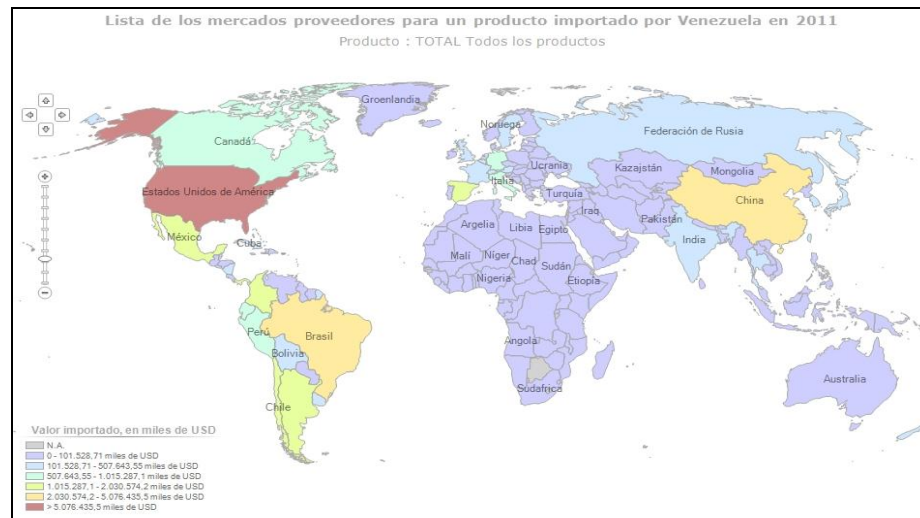 Lista de los mercados proveedores para un producto importado por Venezuela en 2011
Producto : TOTAL Todos los productos
Groenlandia
Noruega
Federación de Rusia
Canadá
Ucrania
Kazajstán
Mongolia
Italia
Estados Unidos de América
Turquía
China
Iraq
Pakistán
México
Cuba
Argelia
Libia
Egipto
India
Malí
Níger
Chad
Sudán
Nigeria
Etiopía
Perú
Brasil
Bolivia
Angola
Australia
Sudafrica
Chile
Valor importado, en miles de USD
N.A.
0 - 101.528,71 miles de USD
101.528,71 - 507.643,55 miles de USD
507.643,55 - 1.015.287,1 miles de USD
1.015.287,1 - 2.030.574,2 miles de USD
2.030.574,2 - 5.076.435,5 miles de USD
> 5.076.435,5 miles de USD